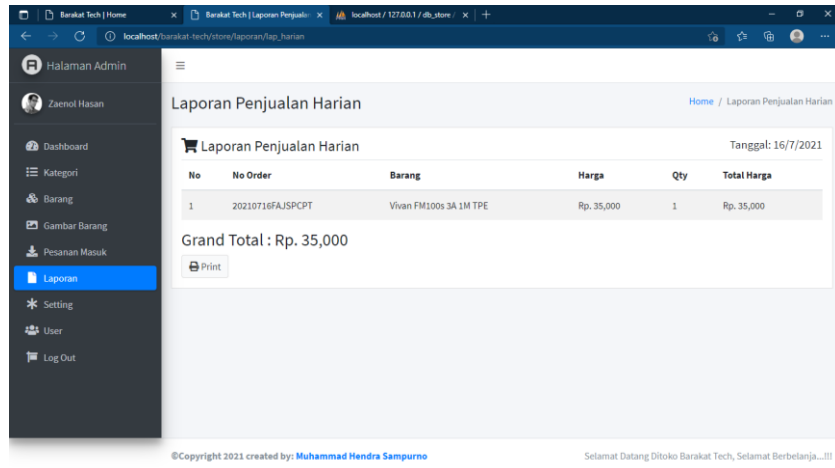 Barakat Tech | Home
Barakat Tech | Laporan Penjuala
localhost / 127.0.0.1 / db_store /
localhost/barakat-tech/store/laporan/lap_harian
Halaman Admin
Zaenol Hasan
Laporan Penjualan Harian
Home / Laporan Penjualan Harian
Dashboard
Kategori
Barang
Gambar Barang
Pesanan Masuk
Laporan
Setting
User
Log Out
Laporan Penjualan Harian
Tanggal: 16/7/2021
No No Order Barang Harga Qty Total Harga
1 20210716FAJSPCPT Vivan FM100s 3A 1M TPE Rp. 35,000 1 Rp. 35,000
Grand Total : Rp. 35,000
Print
©Copyright 2021 created by: Muhammad Hendra Sampurno
Selamat Datang Ditoko Barakat Tech, Selamat Berbelanja...!!!